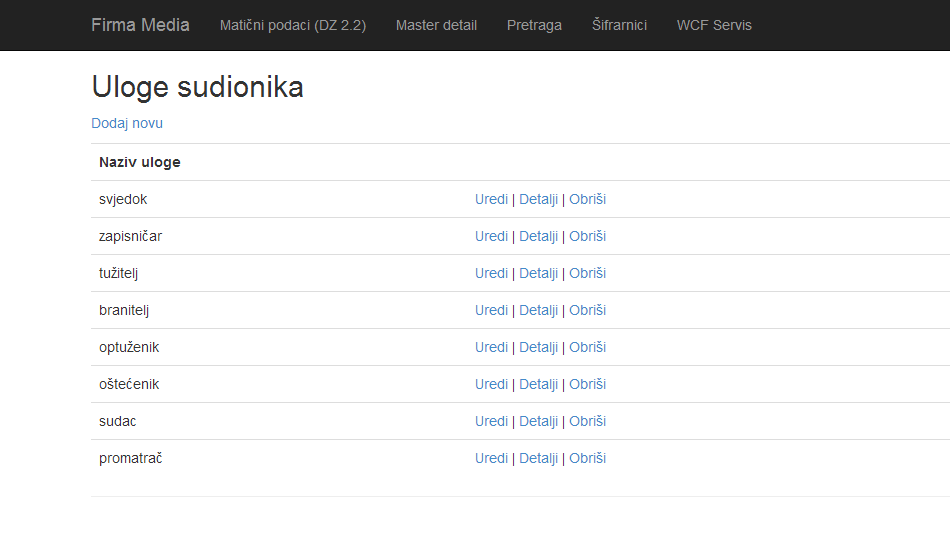 Firma Media Matični podaci (DZ 2.2) Master detail Pretraga Šifrarnici WCF Servis
Uloge sudionika
Dodaj novu
Naziv uloge
svjedok Uredi | Detalji | Obriši
zapisničar Uredi | Detalji | Obriši
tužitelj Uredi | Detalji | Obriši
branitelj Uredi | Detalji | Obriši
optuženik Uredi | Detalji | Obriši
oštećenik Uredi | Detalji | Obriši
sudac Uredi | Detalji | Obriši
promatrač Uredi | Detalji | Obriši